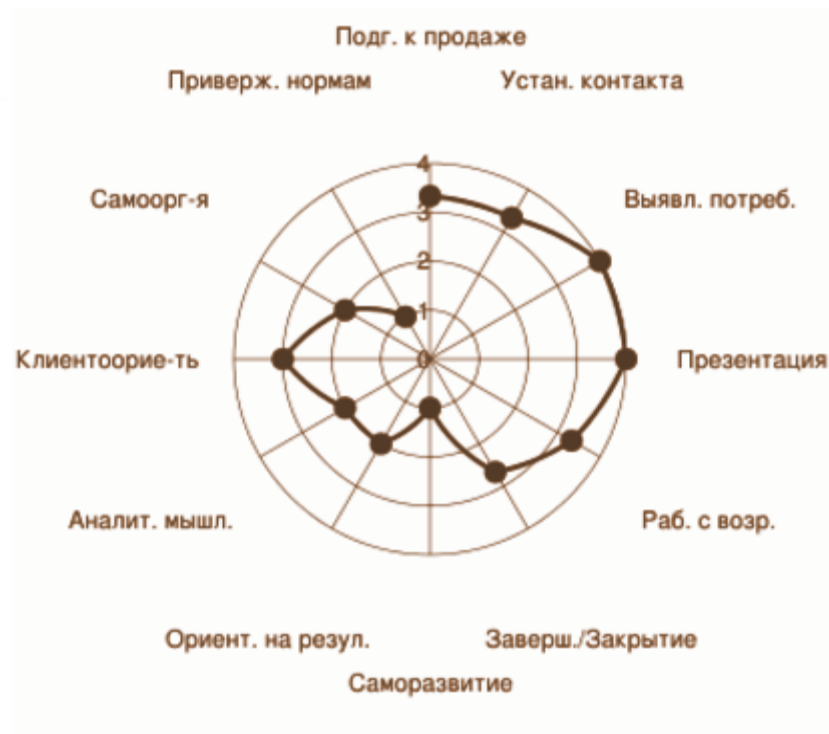 Подг. к продаже
Приверж. нормам
Устан. контакта
Самоорг-я
Выявл. потреб.
4
3
2
1
0
Клиентоорие-ть
Презентация
Аналит. мышл.
Раб. с возр.
Ориент. на резул.
Заверш./Закрытие
Саморазвитие